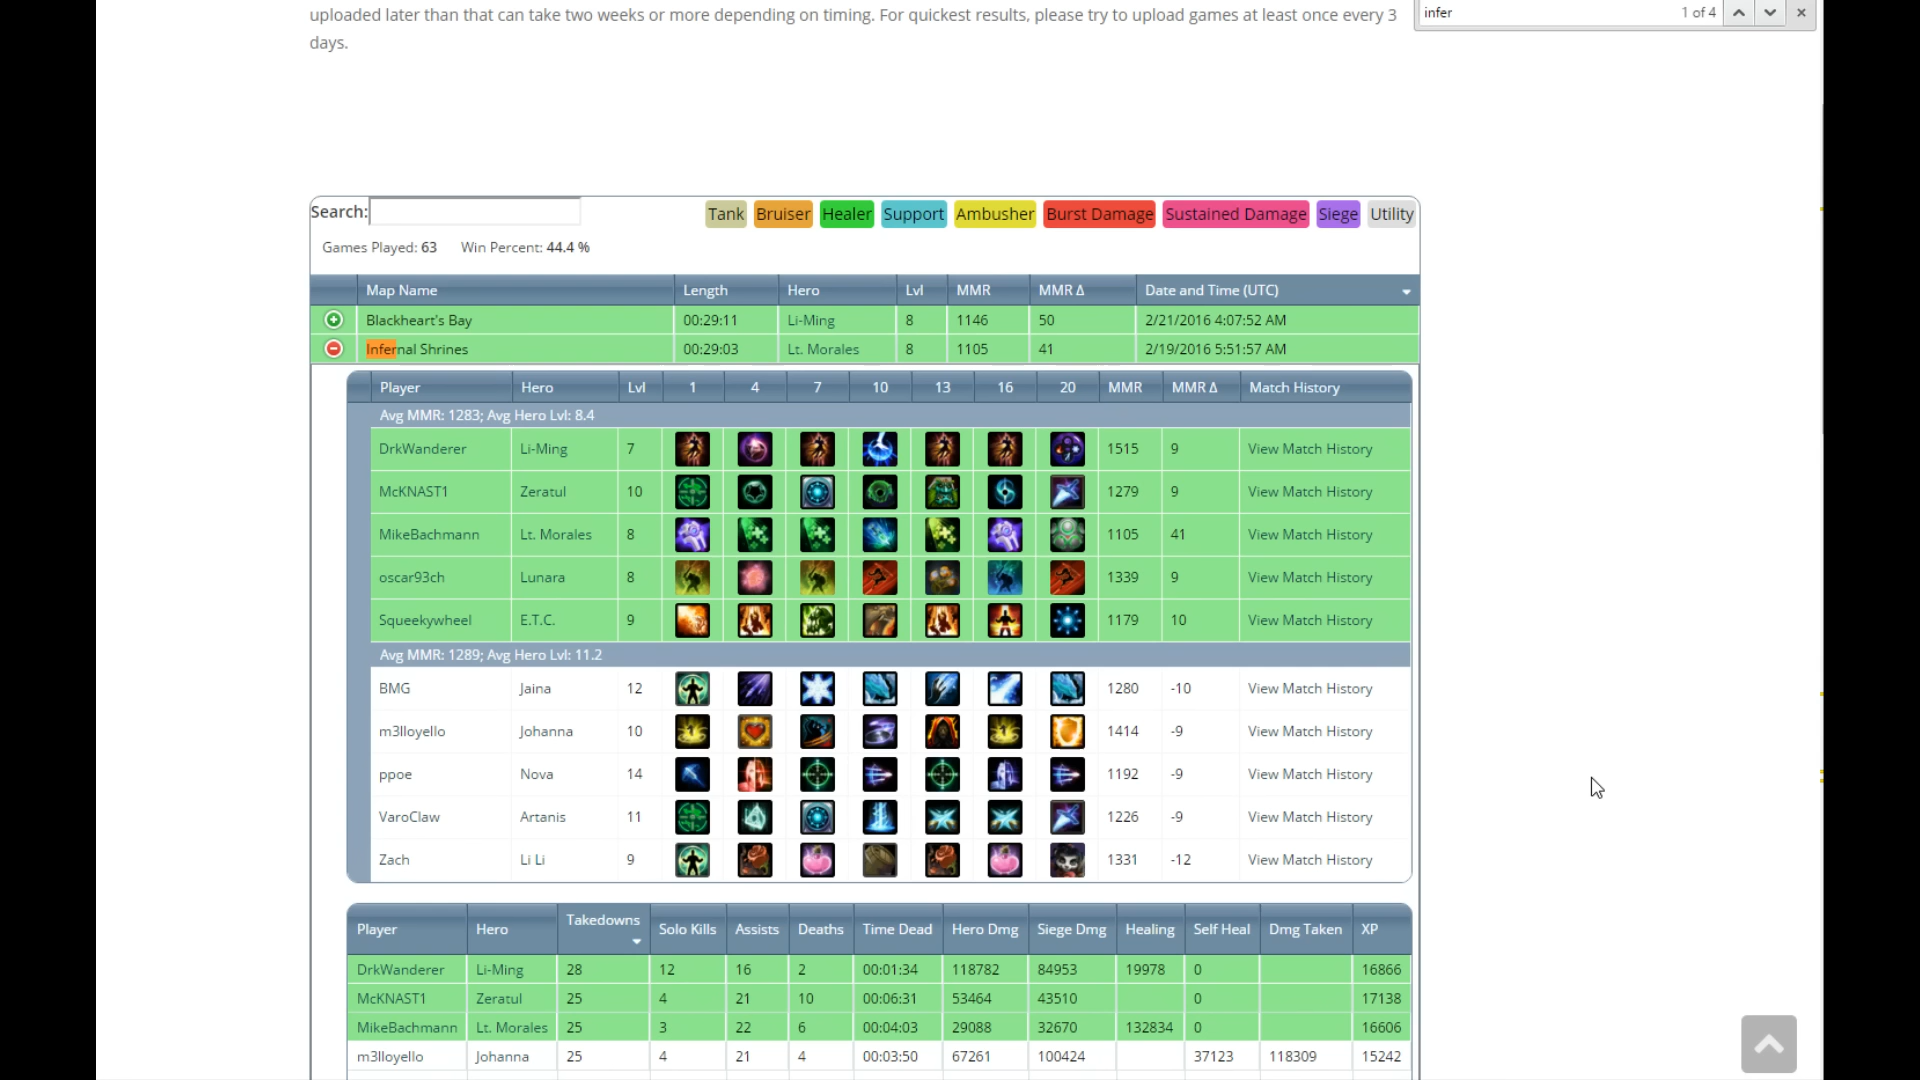 uploaded later than that can take two weeks or more depending on timing. For quickest results, please try to upload games at least once every 3
days.
infer 1 of 4
Search: Tank Bruiser Healer Support Ambusher Burst Damage Sustained Damage Siege Utility
Games Played: 63 Win Percent: 44.4 %
Map Name Length Hero Lvl MMR MMR Δ Date and Time (UTC)
Blackheart's Bay 00:29:11 Li-Ming 8 1146 50 2/21/2016 4:07:52 AM
Infernal Shrines 00:29:03 Lt. Morales 8 1105 41 2/19/2016 5:51:57 AM
Player Hero Lvl 1 4 7 10 13 16 20 MMR MMR Δ Match History
Avg MMR: 1283; Avg Hero Lvl: 8.4
DrkWanderer Li-Ming 7 1515 9 View Match History
McKNAST1 Zeratul 10 1279 9 View Match History
MikeBachmann Lt. Morales 8 1105 41 View Match History
oscar93ch Lunara 8 1339 9 View Match History
Squeekywheel E.T.C. 9 1179 10 View Match History
Avg MMR: 1289; Avg Hero Lvl: 11.2
BMG Jaina 12 1280 -10 View Match History
m3lloyello Johanna 10 1414 -9 View Match History
ppoe Nova 14 1192 -9 View Match History
VaroClaw Artanis 11 1226 -9 View Match History
Zach Li Li 9 1331 -12 View Match History
Player Hero Takedowns Solo Kills Assists Deaths Time Dead Hero Dmg Siege Dmg Healing Self Heal Dmg Taken XP
DrkWanderer Li-Ming 28 12 16 2 00:01:34 118782 84953 19978 0 16866
McKNAST1 Zeratul 25 4 21 10 00:06:31 53464 43510 0 17138
MikeBachmann Lt. Morales 25 3 22 6 00:04:03 29088 32670 132834 0 16606
m3lloyello Johanna 25 4 21 4 00:03:50 67261 100424 37123 118309 15242